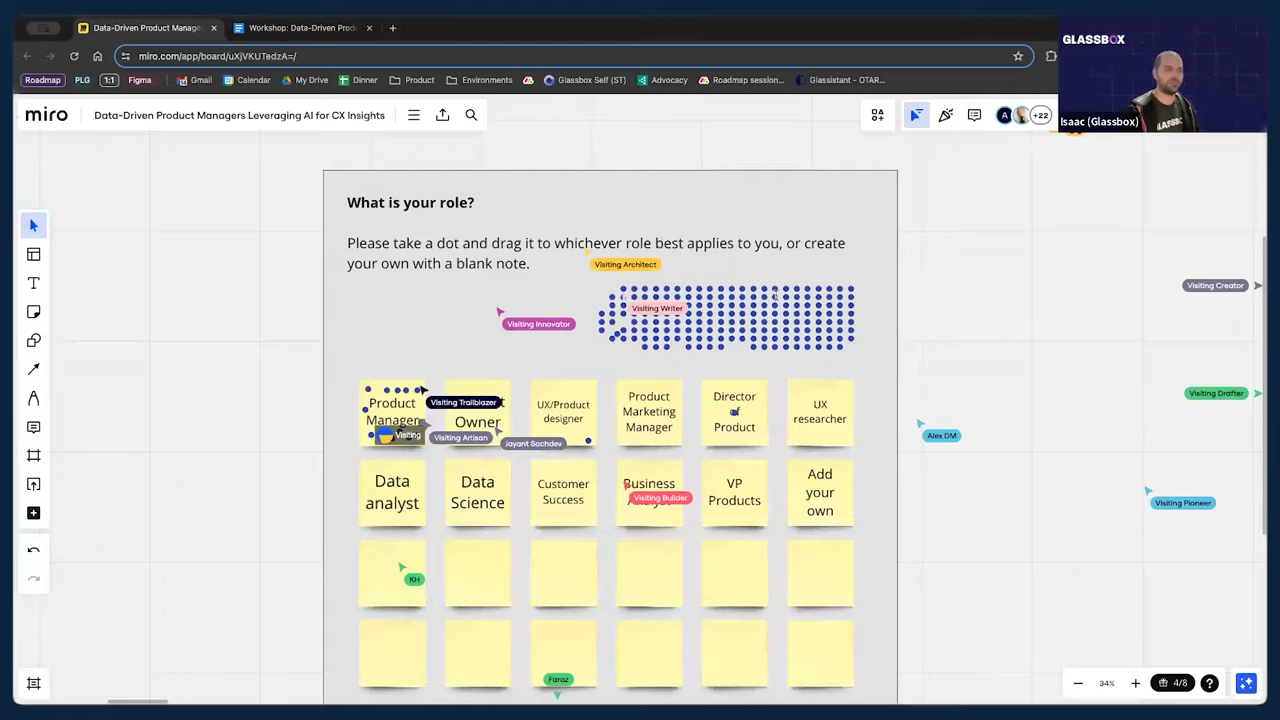 Data-Driven Product Manage
Workshop: Data-Driven Prod
GLASSBOX
miro.com/app/board/uXjVKUTedzA=/
Roadmap
PLG
1:1
Figma
Gmail
Calendar
My Drive
Dinner
Product
Environments
Glassbox Self (ST)
Advocacy
Roadmap session...
Glassistant - OTAR...
miro
Data-Driven Product Managers Leveraging AI for CX Insights
A
+22
Isaac (Glassbox)
GLASSBOX
What is your role?
Please take a dot and drag it to whichever role best applies to you, or create
your own with a blank note.
Visiting Architect
Visiting Creator
Visiting Writer
Visiting Innovator
Product
Manager
Owner
UX/Product
designer
Product
Marketing
Manager
Director
of
Product
UX
researcher
Visiting Drafter
Visiting Trailblazer
Visiting
Visiting Artisan
Jayant Sachdev
Alex DM
Data
analyst
Data
Science
Customer
Success
Business
Analyst
Visiting Builder
VP
Products
Add
your
own
Visiting Pioneer
KH
Faraz
34%
4/8